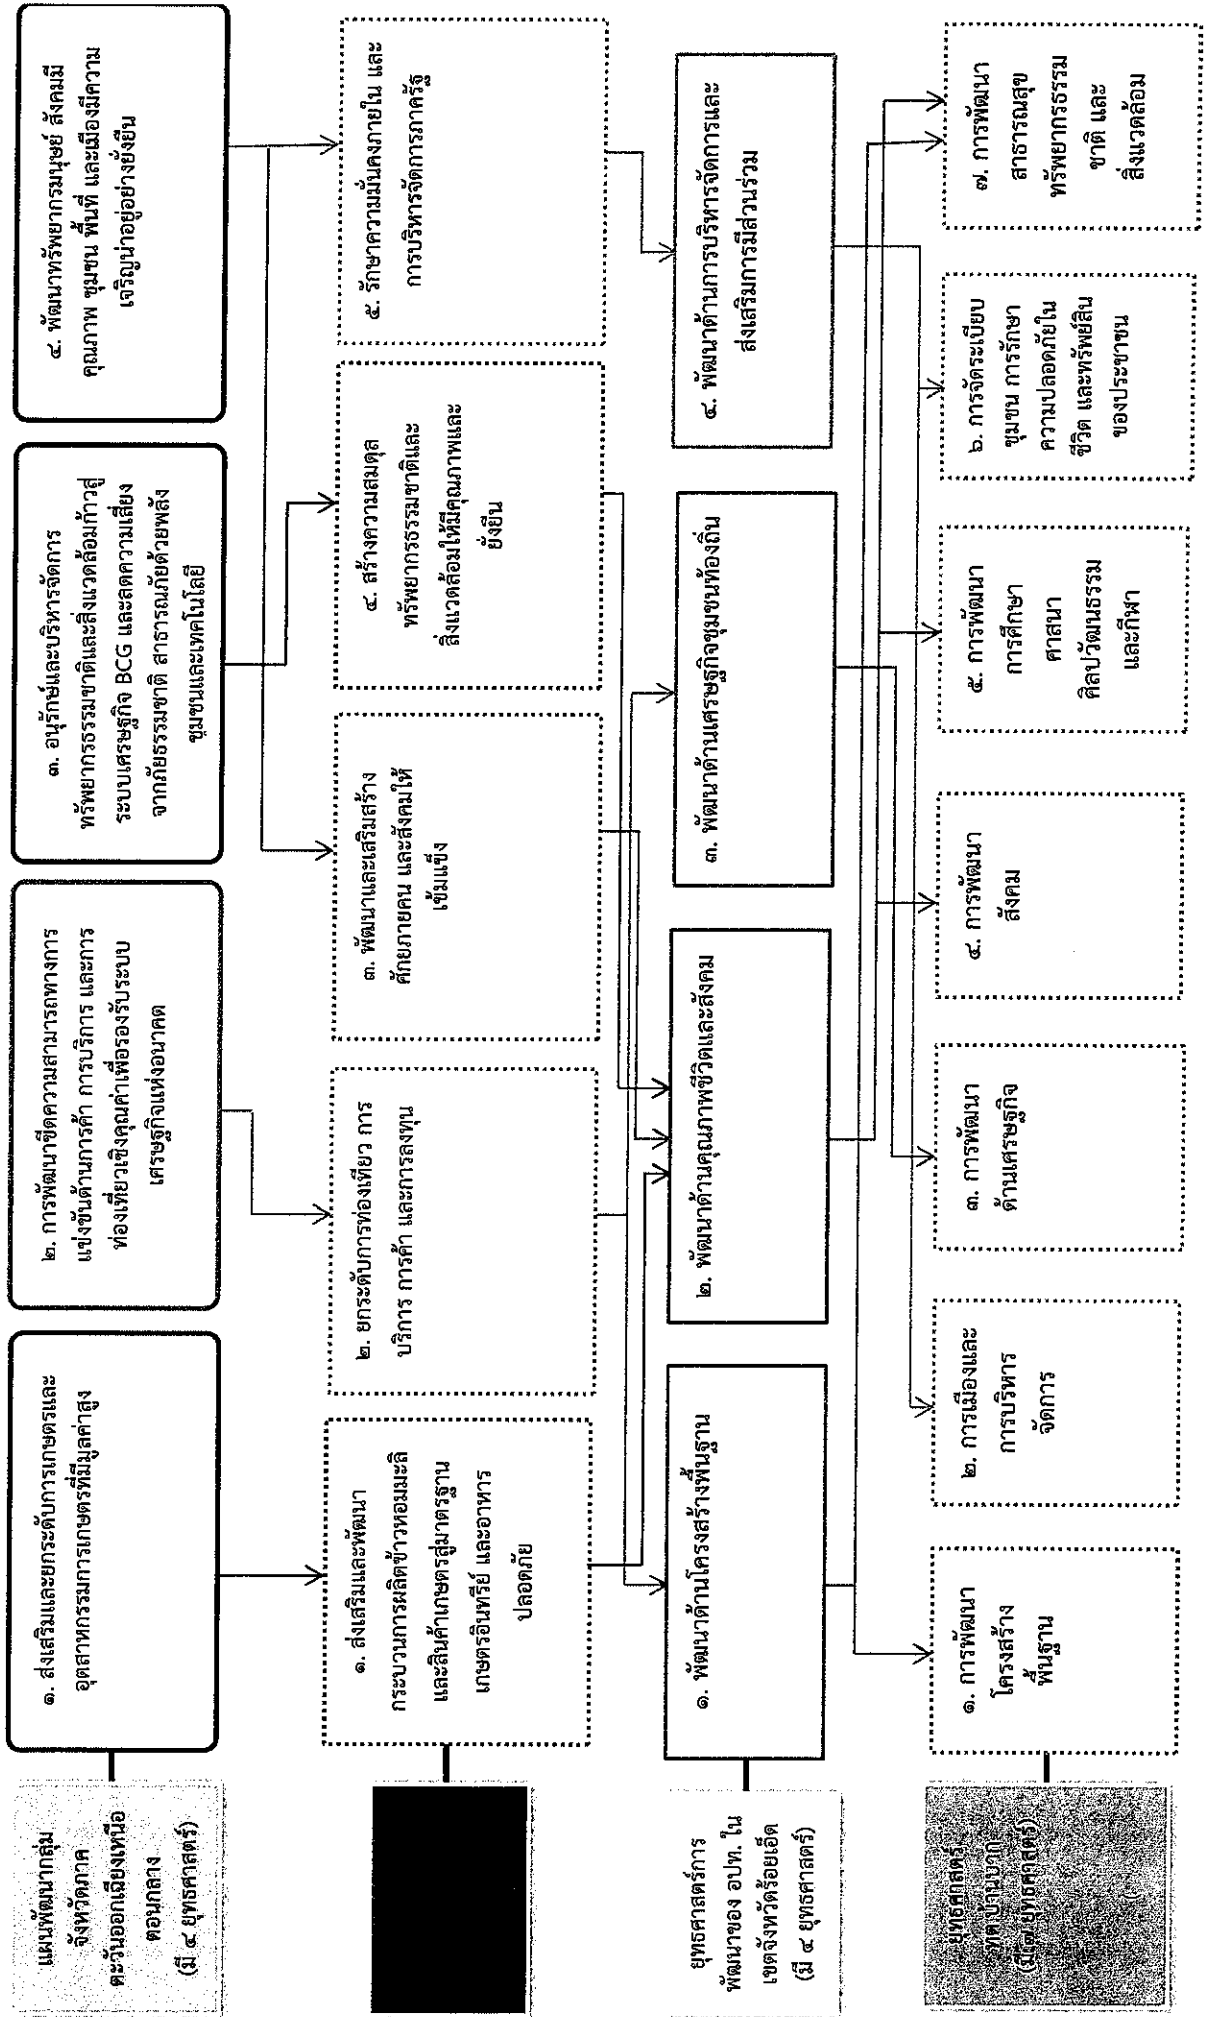 แผนพัฒนากลุ่ม
จังหวัดภาค
ตะวันออกเฉียงเหนือ
ตอนกลาง
(มี ๔ ยุทธศาสตร์)
๑. ส่งเสริมและยกระดับการเกษตรและ
อุตสาหกรรมการเกษตรที่มีมูลค่าสูง
๒. การพัฒนาขีดความสามารถทางการ
แข่งขันด้านการค้า การบริการ และการ
ท่องเที่ยวเชิงคุณค่าเพื่อรองรับระบบ
เศรษฐกิจแห่งอนาคต
๓. อนุรักษ์และบริหารจัดการ
ทรัพยากรธรรมชาติและสิ่งแวดล้อมก้าวสู่
ระบบเศรษฐกิจ BCG และลดความเสี่ยง
จากภัยธรรมชาติ สาธารณภัยด้วยพลัง
ชุมชนและเทคโนโลยี
๔. พัฒนาทรัพยากรมนุษย์ สังคมมี
คุณภาพ ชุมชน พื้นที่ และเมืองมีความ
เจริญน่าอยู่อย่างยั่งยืน
๑. ส่งเสริมและพัฒนา
กระบวนการผลิตข้าวหอมมะลิ
และสินค้าเกษตรสู่มาตรฐาน
เกษตรอินทรีย์ และอาหาร
ปลอดภัย
๒. ยกระดับการท่องเที่ยว การ
บริการ การค้า และการลงทุน
๓. พัฒนาและเสริมสร้าง
ศักยภายคน และสังคมให้
เข้มแข็ง
๔. สร้างความสมดุล
ทรัพยากรธรรมชาติและ
สิ่งแวดล้อมให้มีคุณภาพและ
ยั่งยืน
๕. รักษาความมั่นคงภายใน และ
การบริหารจัดการภาครัฐ
ยุทธศาสตร์การ
พัฒนาของ อปท. ใน
เขตจังหวัดร้อยเอ็ด
(มี ๔ ยุทธศาสตร์)
๑. พัฒนาด้านโครงสร้างพื้นฐาน
๒. พัฒนาด้านคุณภาพชีวิตและสังคม
๓. พัฒนาด้านเศรษฐกิจชุมชนท้องถิ่น
๔. พัฒนาด้านการบริหารจัดการและ
ส่งเสริมการมีส่วนร่วม
ยุทธศาสตร์
(มี ๗ ยุทธศาสตร์)
๑. การพัฒนา
โครงสร้าง
พื้นฐาน
๒. การเมืองและ
การบริหาร
จัดการ
๓. การพัฒนา
ด้านเศรษฐกิจ
๔. การพัฒนา
สังคม
๕. การพัฒนา
การศึกษา
ศาสนา
ศิลปวัฒนธรรม
และกีฬา
๖. การจัดระเบียบ
ชุมชน การรักษา
ความปลอดภัยใน
ชีวิต และทรัพย์สิน
ของประชาชน
๗. การพัฒนา
สาธารณสุข
ทรัพยากรธรรม
ชาติ และ
สิ่งแวดล้อม